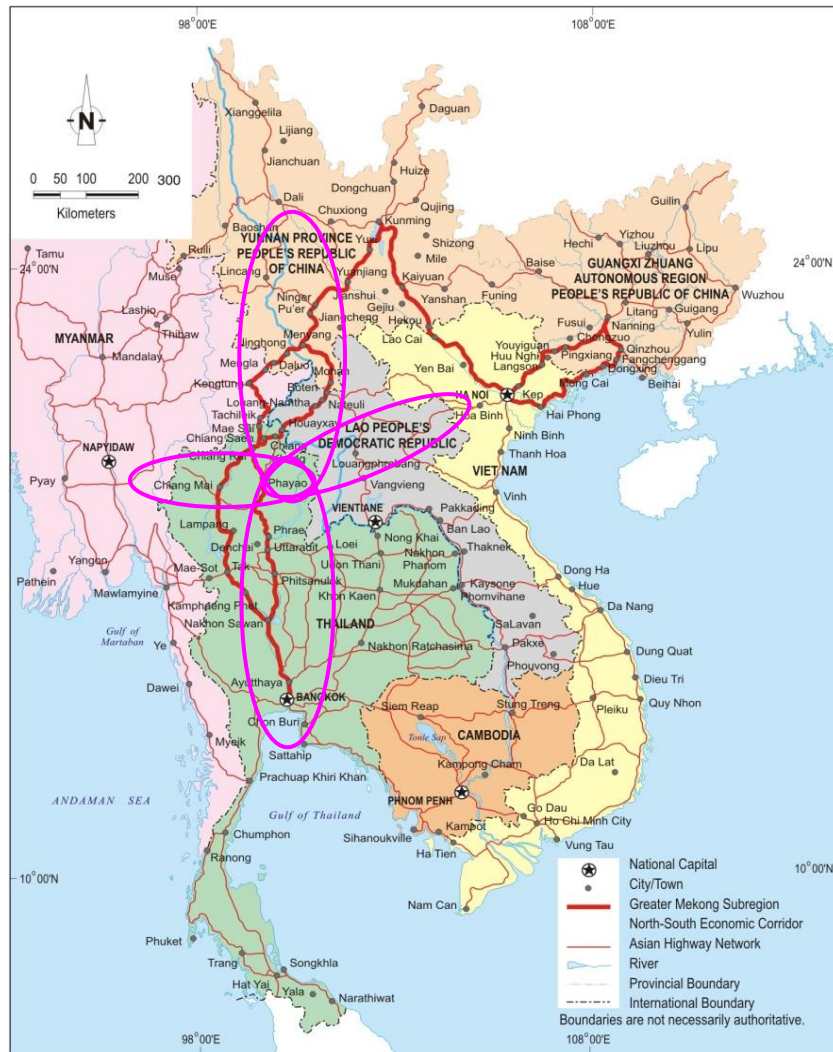 98°00'E
108°00'E
N
0 50 100 200 300
Kilometers
Daguan
Xianggelila
Lijiang
Jianchuan
Huize
Dongchuan
Dali
Chuxiong
Qujing
Guilin
Kunming
Baoshan
Yuxi
Shizong
Hechi
Yizhou
Liuzhou
Lipu
YUNNAN PROVINCE
PEOPLE'S REPUBLIC
OF CHINA
Tamu
24°00'N
Ruili
Muse
Mile
Baise
GUANGXI ZHUANG
AUTONOMOUS REGION
PEOPLE'S REPUBLIC OF CHINA
24°00'N
Wuzhou
Lincang
Yuanjiang
Kaiyuan
Jianshui
Yanshan
Funing
Litang
Guigang
Lashio
Ninger
Pu'er
Gejiu
Nanning
Yulin
Thibaw
Jiangcheng
Hekou
Fusui
Chongzuo
MYANMAR
Menyang
Lao Cai
Youyiguan
Qinzhou
Mandalay
Jinghong
Huu Nghi
Pingxiang
Fangchenggang
Mengla
Daluo
Yen Bai
Langson
Dongxing
Beihai
Kengtung
Mohan
Mong Cai
Boten
HA NOI
Kep
Louang-Namtha
Nateuil
Hoa Binh
Hai Phong
Tachileik
Mae Sai
Houayxay
LAO PEOPLE'S
DEMOCRATIC REPUBLIC
Ninh Binh
NAPYIDAW
Chiang Saen
Chiang
Louangphrabang
Thanh Hoa
Chiang Rai
VIET NAM
Pyay
Chiang Mai
Phayao
Vangvieng
Vinh
VIENTIANE
Pakkading
Lampang
Phrae
Ban Lao
Denchai
Uttaradit
Loei
Nong Khai
Thaknek
Yangon
Udon Thani
Nakhon
Phanom
Dong Ha
Pathein
Mae-Sot
Tak
Phitsanulok
Mukdahan
Kaysone
Phomvihane
Hue
Mawlamyine
Kamphaeng Phet
Khon Kaen
Da Nang
Gulf of
Martaban
Nakhon Sawan
THAILAND
SaLavan
Ye
Nakhon Ratchasima
Pakxe
Dung Quat
Phouvong
Dawei
Ayutthaya
Dieu Tri
BANGKOK
Siem Reap
Stung Treng
Pleiku
Quy Nhon
Chon Buri
Tonle Sap
CAMBODIA
Myeik
Sattahip
Kampong Cham
Da Lat
Prachuap Khiri Khan
ANDAMAN SEA
PHNOM PENH
Gulf of Thailand
Go Dau
Chumphon
Sihanoukville
Kampot
Ho Chi Minh City
Ranong
Ha Tien
Vung Tau
10°00'N
National Capital
10°00'N
City/Town
Nam Can
Greater Mekong Subregion
North-South Economic Corridor
Phuket
Asian Highway Network
Trang
Songkhla
River
Hat Yai
Yala
Narathiwat
Provincial Boundary
International Boundary
Boundaries are not necessarily authoritative.
98°00'E
108°00'E